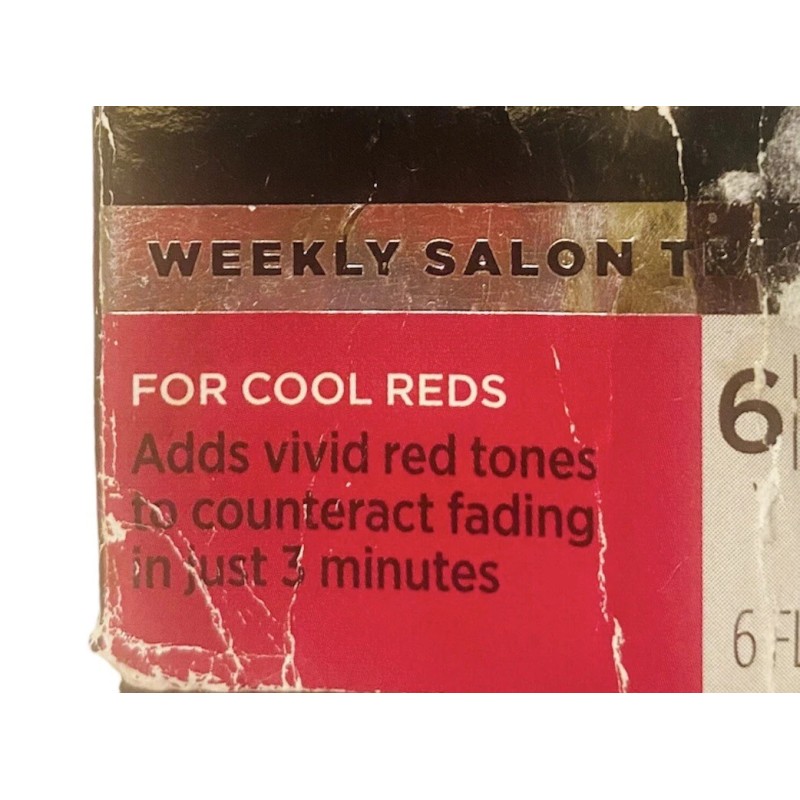 WEEKLY SALON
FOR COOL REDS
Adds vivid red tones
to counteract fading
in just 3 minutes
6
6 FL